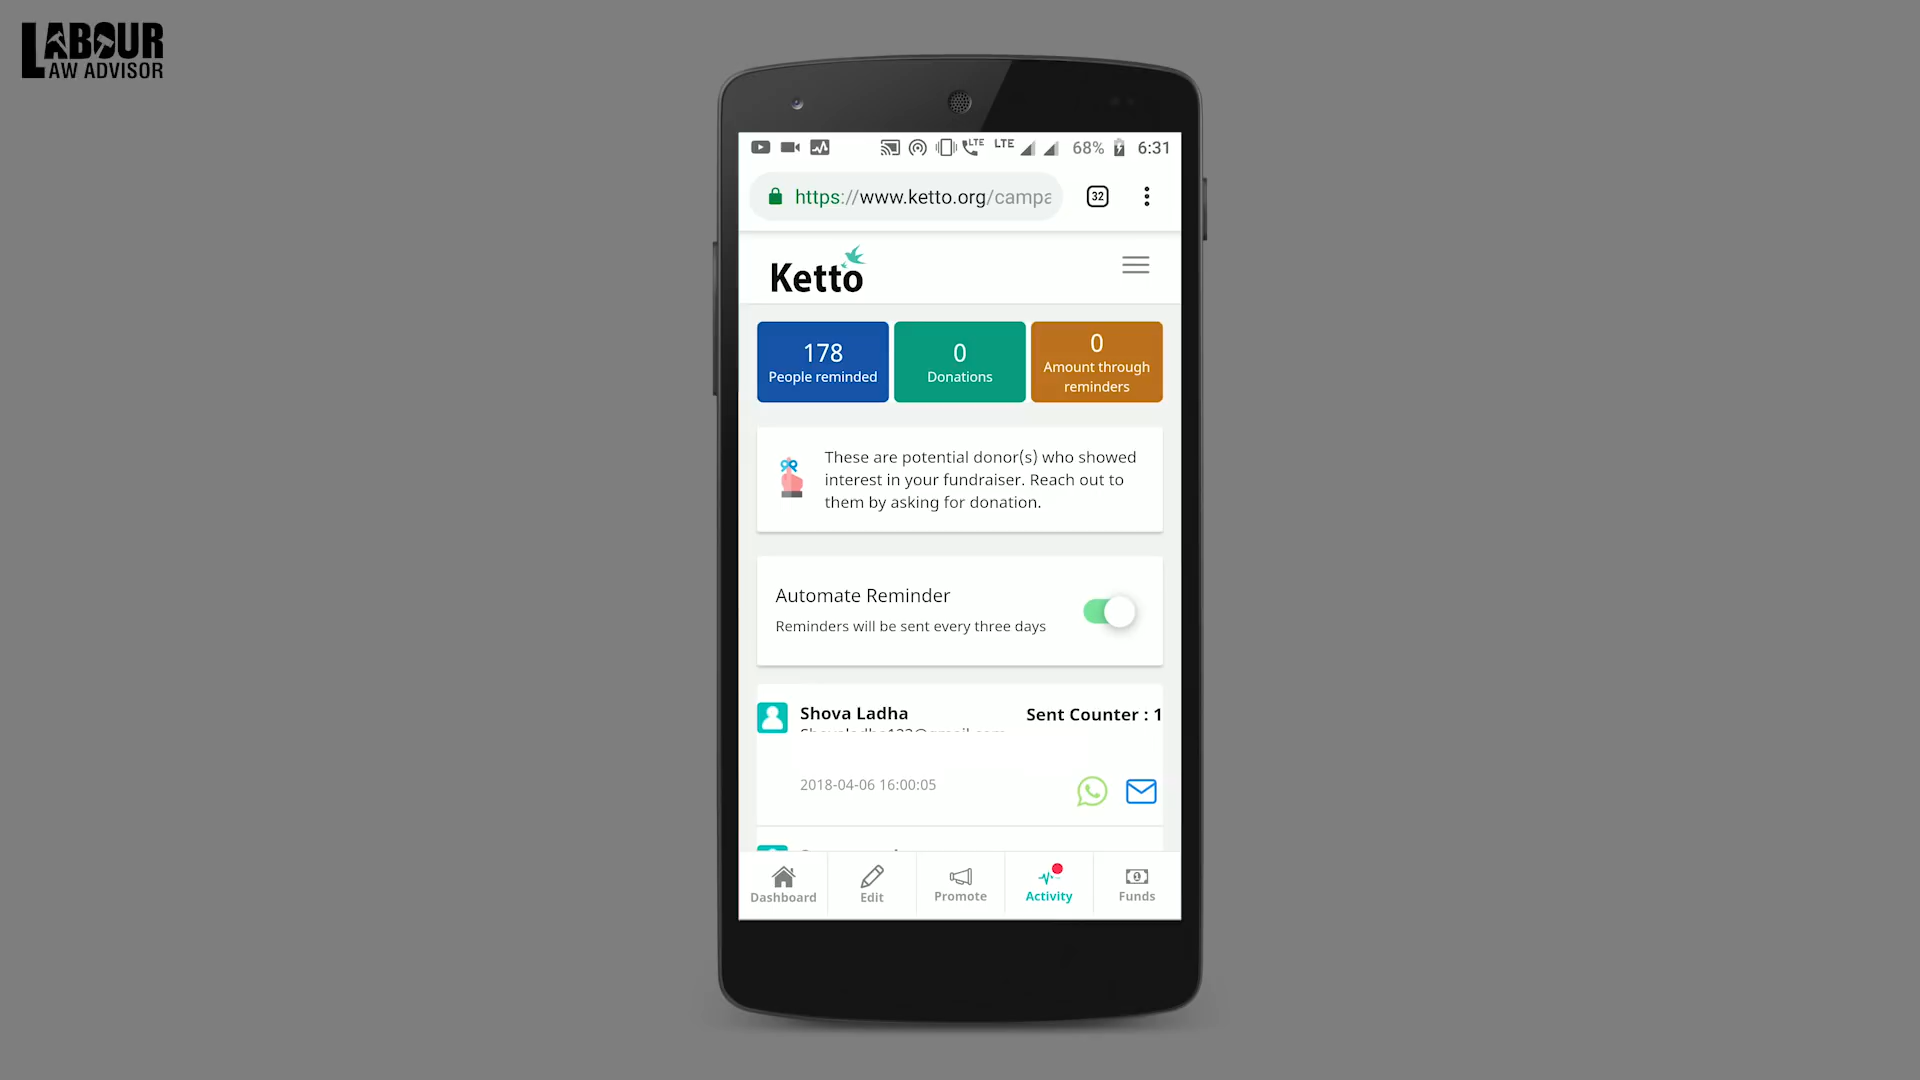 LABOUR
LAW ADVISOR
LTE LTE 68% 6:31
https://www.ketto.org/campa
32
Ketto
178
People reminded
0
Donations
0
Amount through
reminders
These are potential donor(s) who showed
interest in your fundraiser. Reach out to
them by asking for donation.
Automate Reminder
Reminders will be sent every three days
Shova Ladha
Sent Counter : 1
2018-04-06 16:00:05
Dashboard
Edit
Promote
Activity
Funds